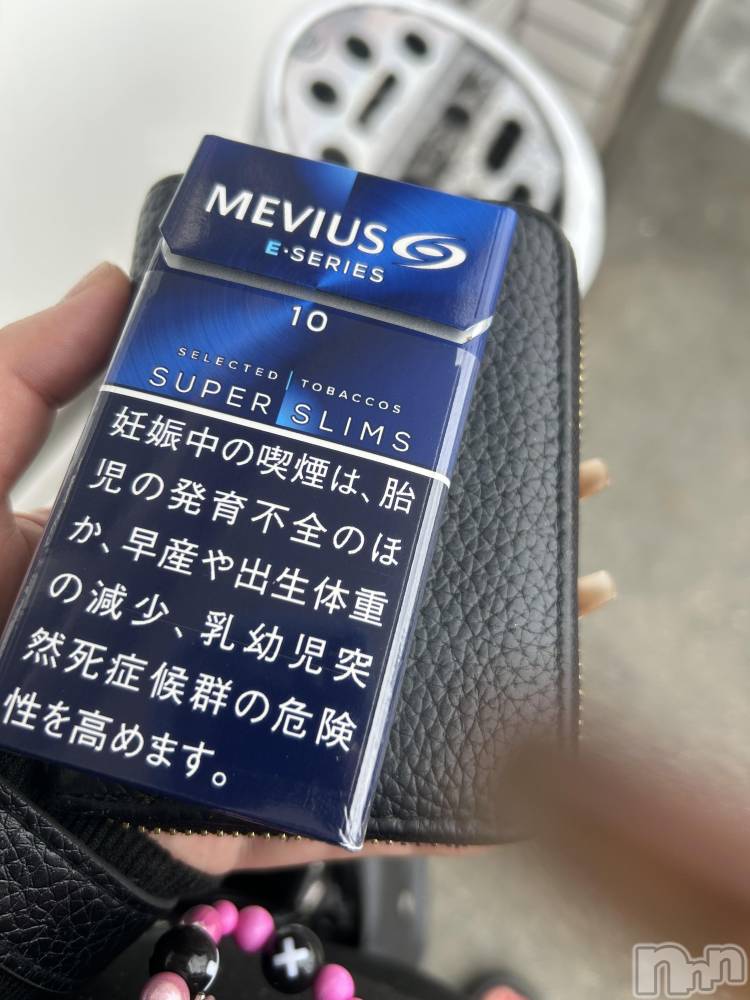 MEVIUS
E·SERIES
10
SELECTED TOBACCOS
SUPER SLIMS
妊娠中の喫煙は、胎
児の発育不全のほ
か、早産や出生体重
の減少、乳幼児突
然死症候群の危険
性を高めます。
nnn